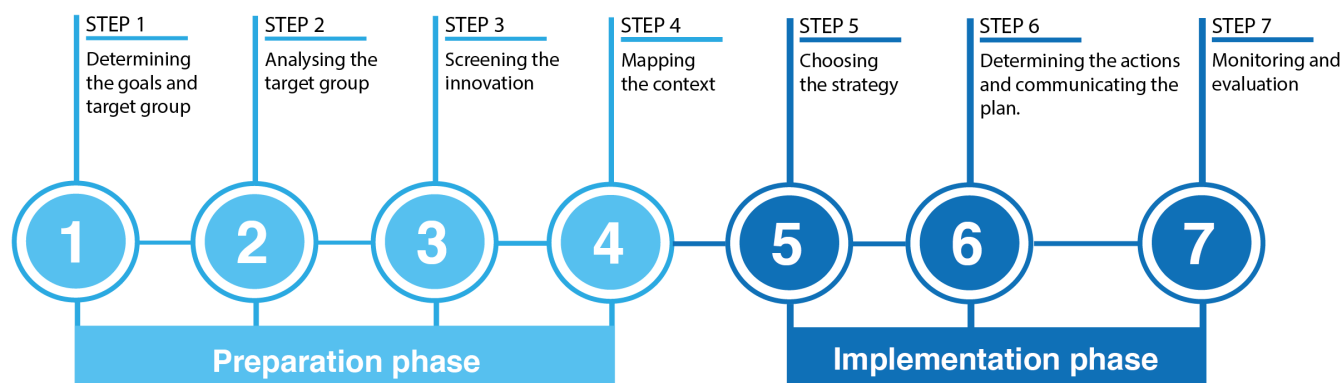 STEP 1
Determining
the goals and
target group
STEP 2
Analysing the
target group
STEP 3
Screening the
innovation
STEP 4
Mapping
the context
STEP 5
Choosing
the strategy
STEP 6
Determining the actions
and communicating the
plan.
STEP 7
Monitoring and
evaluation
1
2
3
4
5
6
7
Preparation phase
Implementation phase